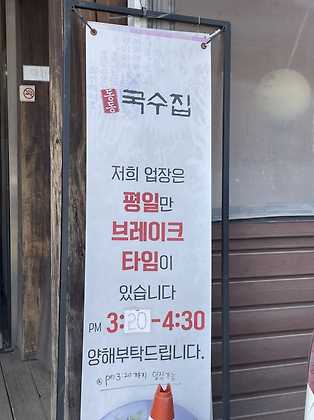 국수집
저희 업장은
평일만
브레이크
타임이
있습니다
PM 3:20-4:30
양해부탁드립니다.
pm 3:20까지